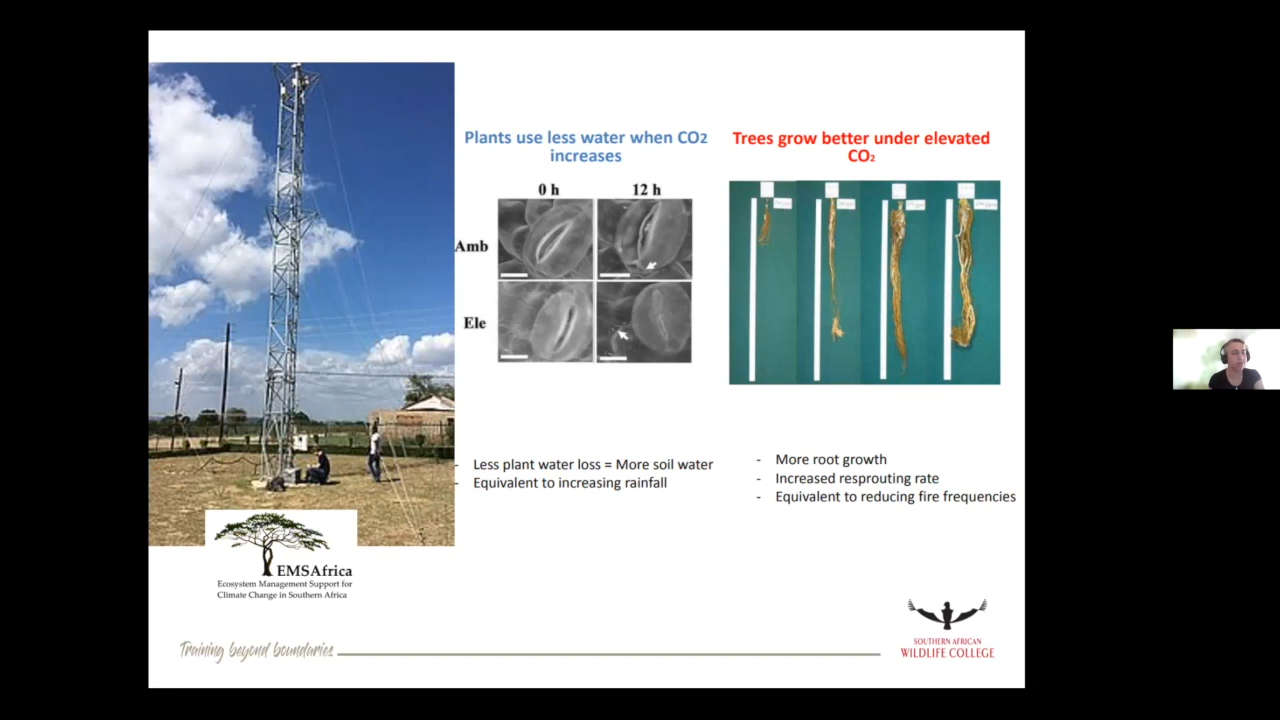 Plants use less water when CO2
increases
Trees grow better under elevated
CO2
0 h
12 h
Amb
Ele
- Less plant water loss = More soil water
- Equivalent to increasing rainfall
- More root growth
- Increased resprouting rate
- Equivalent to reducing fire frequencies
EMSAfrica
Ecosystem Management Support for
Climate Change in Southern Africa
Training beyond boundaries
SOUTHERN AFRICAN
WILDLIFE COLLEGE